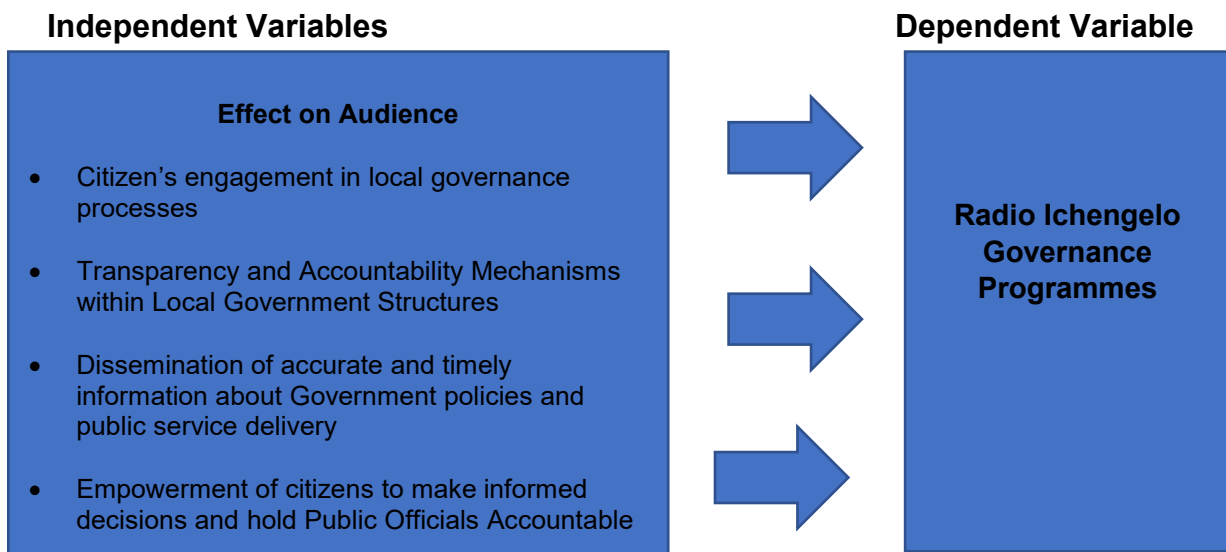 Independent Variables
Dependent Variable
Effect on Audience
• Citizen’s engagement in local governance
processes
• Transparency and Accountability Mechanisms
within Local Government Structures
• Dissemination of accurate and timely
information about Government policies and
public service delivery
• Empowerment of citizens to make informed
decisions and hold Public Officials Accountable
Radio Ichengelo
Governance
Programmes